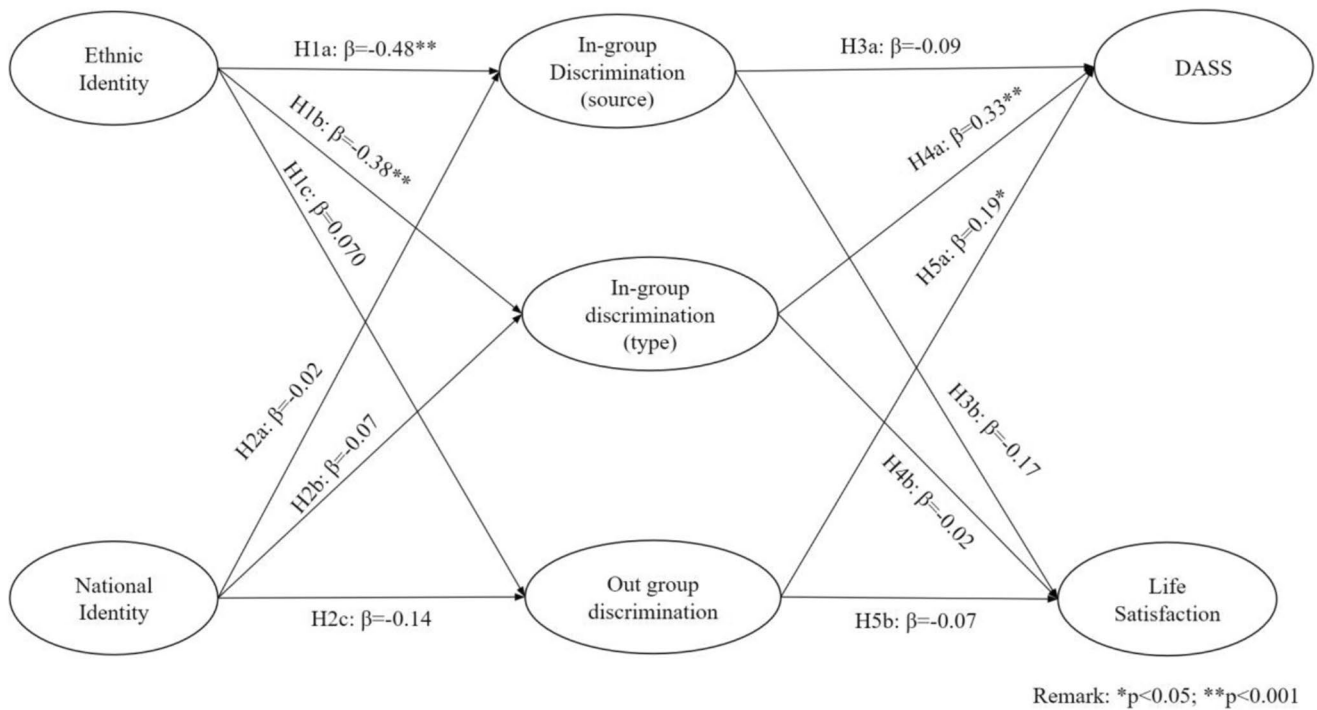 Ethnic
Identity
H1a: β=-0.48**
In-group
Discrimination
(source)
H3a: β=-0.09
DASS
H1b: β=-0.38**
H1c: β=0.070
H4a: β=0.33**
H5a: β=0.19*
In-group
discrimination
(type)
H2a: β=-0.02
H2b: β=-0.07
H3b: β=-0.17
H4b: β=-0.02
National
Identity
H2c: β=-0.14
Out group
discrimination
H5b: β=-0.07
Life
Satisfaction
Remark: *p<0.05; **p<0.001